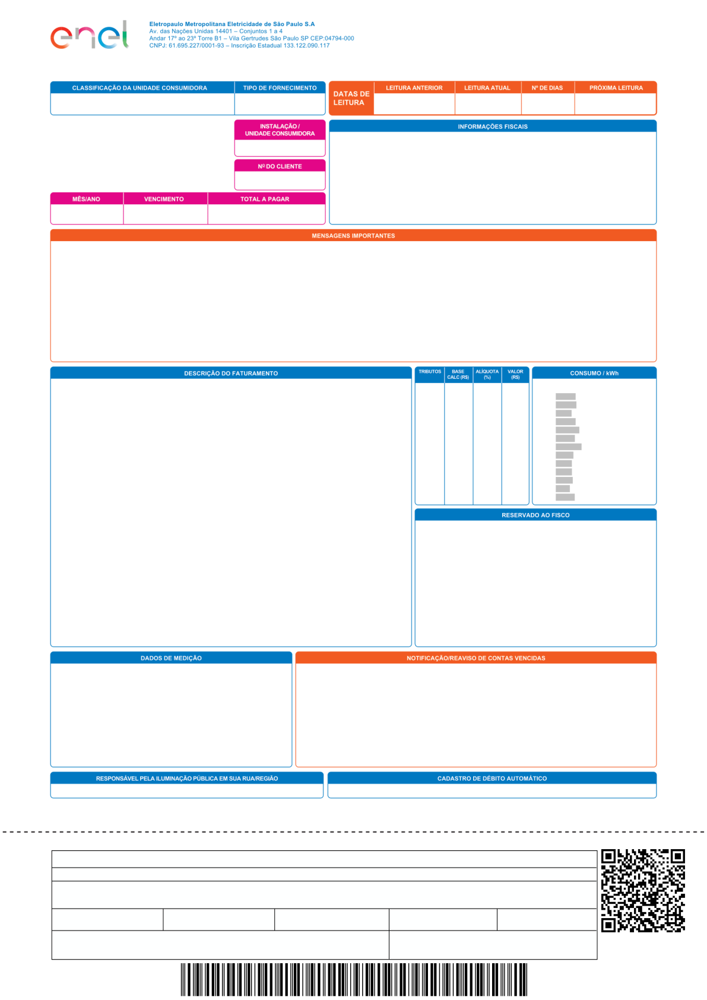 enel
Eletropaulo Metropolitana Eletricidade de São Paulo S.A
Av. das Nações Unidas 14401 – Conjuntos 1 a 4
Andar 17º ao 23º Torre B1 – Vila Gertrudes São Paulo SP CEP:04794-000
CNPJ: 61.695.227/0001-93 – Inscrição Estadual 133.122.090.117
CLASSIFICAÇÃO DA UNIDADE CONSUMIDORA
TIPO DE FORNECIMENTO
DATAS DE
LEITURA
LEITURA ANTERIOR
LEITURA ATUAL
Nº DE DIAS
PRÓXIMA LEITURA
INSTALAÇÃO /
UNIDADE CONSUMIDORA
Nº DO CLIENTE
INFORMAÇÕES FISCAIS
MÊS/ANO
VENCIMENTO
TOTAL A PAGAR
MENSAGENS IMPORTANTES
DESCRIÇÃO DO FATURAMENTO
TRIBUTOS
BASE
CALC (R$)
ALÍQUOTA
(%)
VALOR
(R$)
CONSUMO / kWh
RESERVADO AO FISCO
DADOS DE MEDIÇÃO
NOTIFICAÇÃO/REAVISO DE CONTAS VENCIDAS
RESPONSÁVEL PELA ILUMINAÇÃO PÚBLICA EM SUA RUA/REGIÃO
CADASTRO DE DÉBITO AUTOMÁTICO